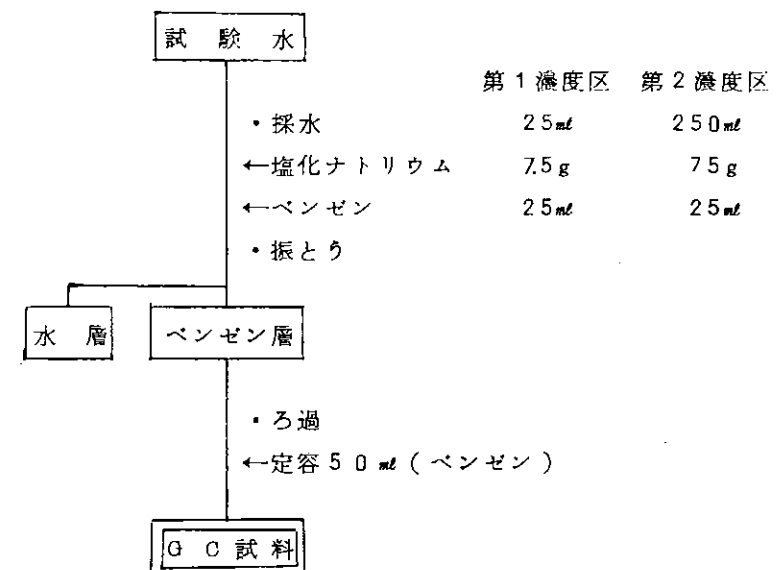 試験水
第1濃度区 第2濃度区
・採水 25㎖ 250㎖
←塩化ナトリウム 7.5g 75g
←ベンゼン 25㎖ 25㎖
・振とう
水層 ベンゼン層
・ろ過
←定容50㎖(ベンゼン)
GC試料